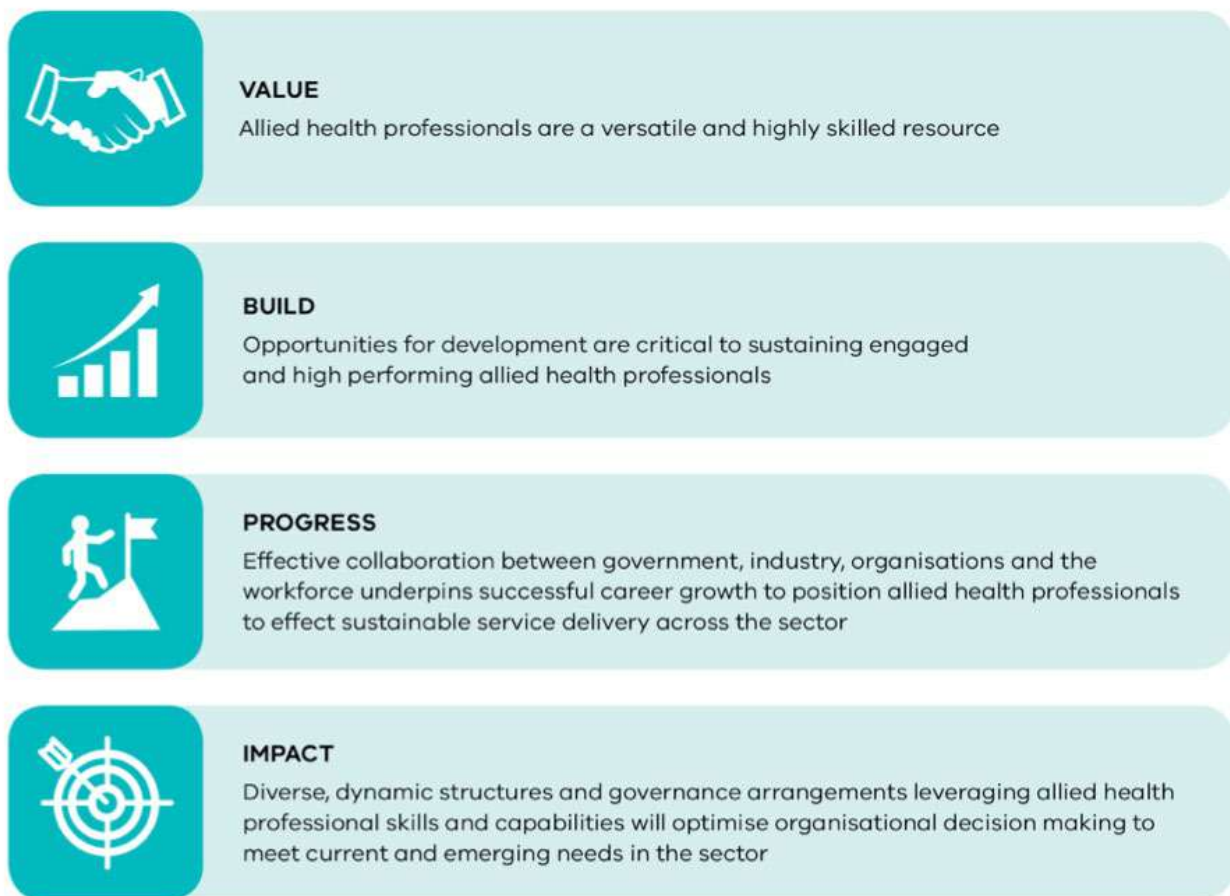 VALUE
Allied health professionals are a versatile and highly skilled resource
BUILD
Opportunities for development are critical to sustaining engaged
and high performing allied health professionals
PROGRESS
Effective collaboration between government, industry, organisations and the
workforce underpins successful career growth to position allied health professionals
to effect sustainable service delivery across the sector
IMPACT
Diverse, dynamic structures and governance arrangements leveraging allied health
professional skills and capabilities will optimise organisational decision making to
meet current and emerging needs in the sector